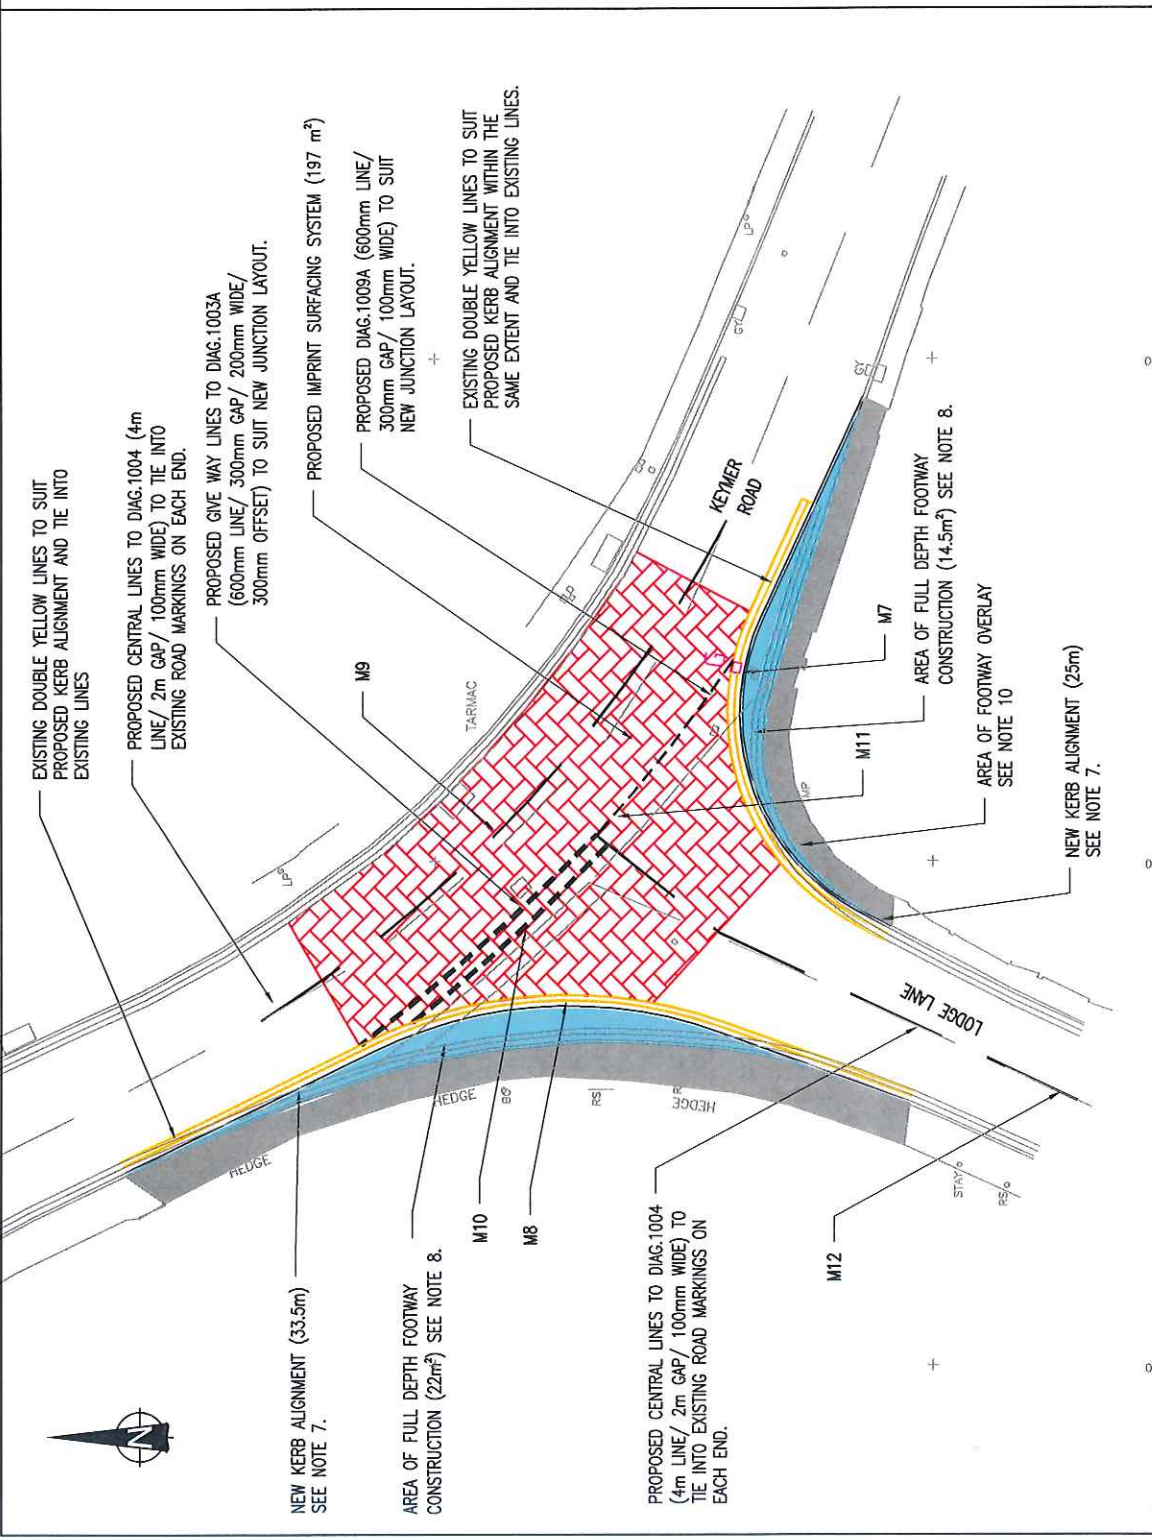 EXISTING DOUBLE YELLOW LINES TO SUIT
PROPOSED KERB ALIGNMENT AND TIE INTO
EXISTING LINES
PROPOSED CENTRAL LINES TO DIAG.1004 (4m
LINE/ 2m GAP/ 100mm WIDE) TO TIE INTO
EXISTING ROAD MARKINGS ON EACH END.
PROPOSED GIVE WAY LINES TO DIAG.1003A
(600mm LINE/ 300mm GAP/ 200mm WIDE/
300mm OFFSET) TO SUIT NEW JUNCTION LAYOUT.
PROPOSED IMPRINT SURFACING SYSTEM (197 m²)
PROPOSED DIAG.1009A (600mm LINE/
300mm GAP/ 100mm WIDE) TO SUIT
NEW JUNCTION LAYOUT.
EXISTING DOUBLE YELLOW LINES TO SUIT
PROPOSED KERB ALIGNMENT WITHIN THE
SAME EXTENT AND TIE INTO EXISTING LINES.
M9
TARMAC
LP
LP
GY
GY
KEYMER
ROAD
M7
AREA OF FULL DEPTH FOOTWAY
CONSTRUCTION (14.5m²) SEE NOTE 8.
M11
MP
AREA OF FOOTWAY OVERLAY
SEE NOTE 10
NEW KERB ALIGNMENT (25m)
SEE NOTE 7.
LODGE LANE
HEDGE
HEDGE
HEDGE
RS
STAY
RS
N
NEW KERB ALIGNMENT (33.5m)
SEE NOTE 7.
AREA OF FULL DEPTH FOOTWAY
CONSTRUCTION (22m²) SEE NOTE 8.
M10
M8
PROPOSED CENTRAL LINES TO DIAG.1004
(4m LINE/ 2m GAP/ 100mm WIDE) TO
TIE INTO EXISTING ROAD MARKINGS ON
EACH END.
M12